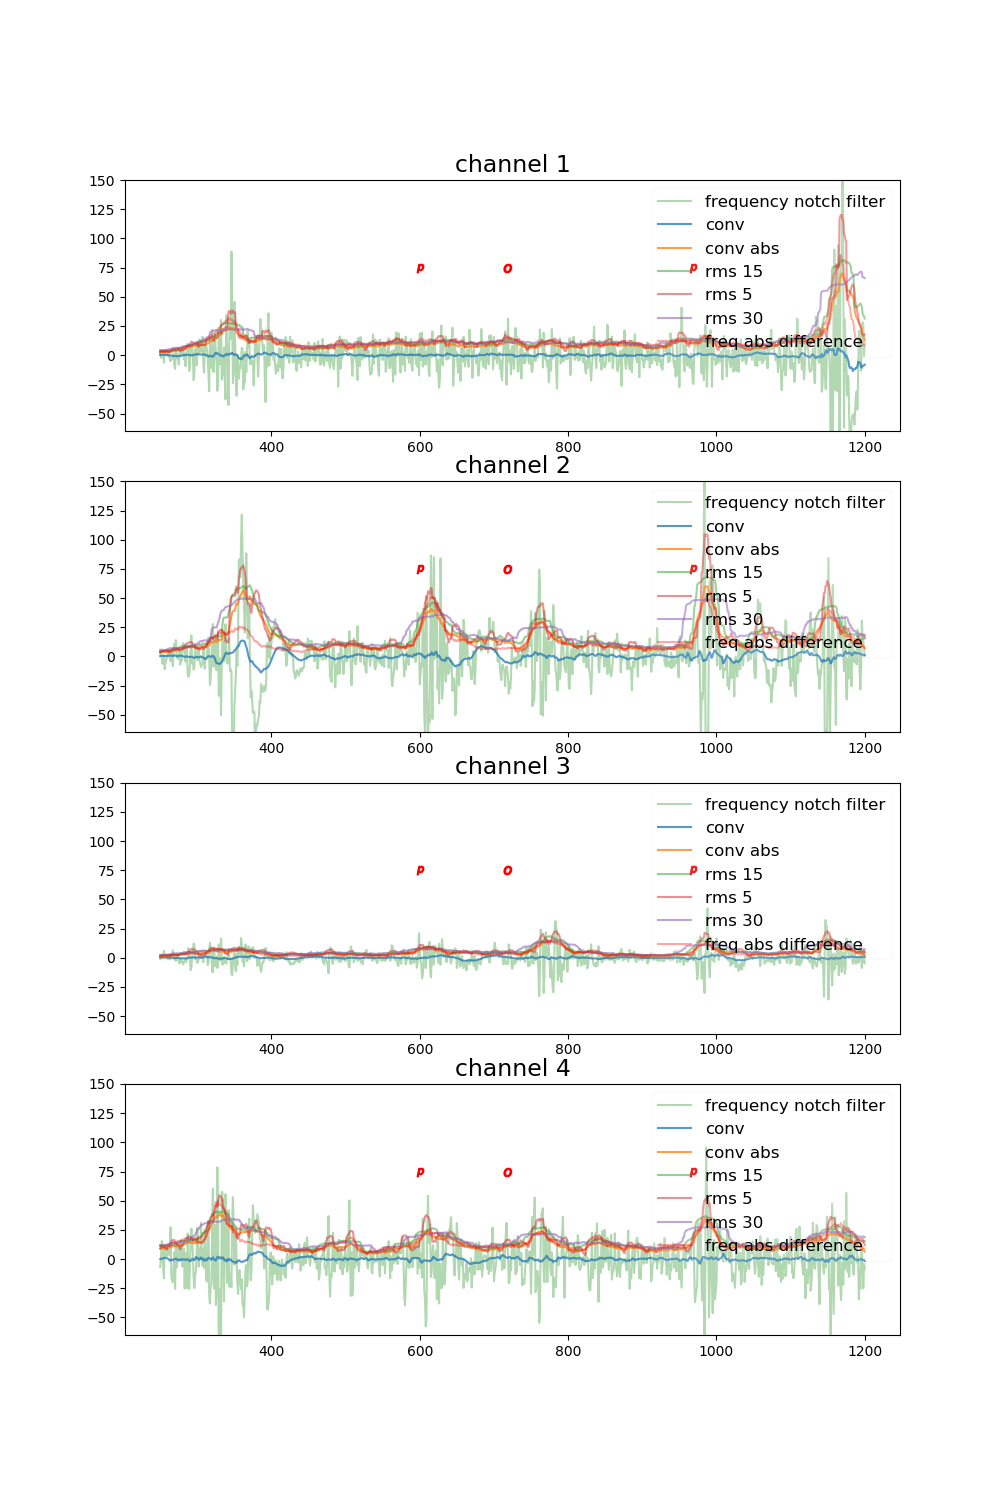 channel 1
150
125
100
75
50
25
0
−25
−50
frequency notch filter
conv
conv abs
rms 15
rms 5
rms 30
freq abs difference
p
o
p
400 600 800 1000 1200
channel 2
150
125
100
75
50
25
0
−25
−50
frequency notch filter
conv
conv abs
rms 15
rms 5
rms 30
freq abs difference
p
o
p
400 600 800 1000 1200
channel 3
150
125
100
75
50
25
0
−25
−50
frequency notch filter
conv
conv abs
rms 15
rms 5
rms 30
freq abs difference
p
o
p
400 600 800 1000 1200
channel 4
150
125
100
75
50
25
0
−25
−50
frequency notch filter
conv
conv abs
rms 15
rms 5
rms 30
freq abs difference
p
o
p
400 600 800 1000 1200